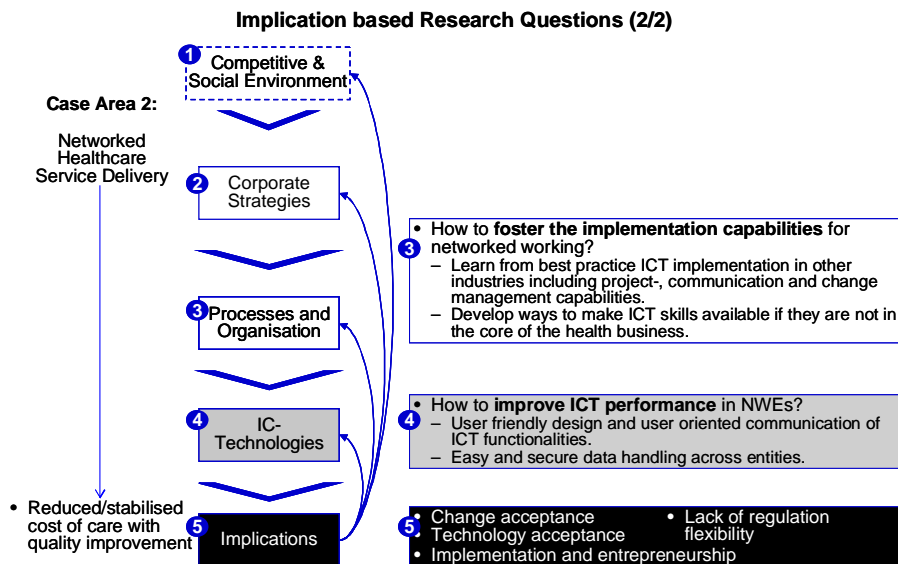 Implication based Research Questions (2/2)
1
Competitive &
Social Environment
Case Area 2:
Networked
Healthcare
Service Delivery
2
Corporate
Strategies
3
Processes and
Organisation
4
IC-
Technologies
• Reduced/stabilised
cost of care with
quality improvement
5
Implications
3
• How to foster the implementation capabilities for
networked working?
– Learn from best practice ICT implementation in other
industries including project-, communication and change
management capabilities.
– Develop ways to make ICT skills available if they are not in
the core of the health business.
4
• How to improve ICT performance in NWEs?
– User friendly design and user oriented communication of
ICT functionalities.
– Easy and secure data handling across entities.
5
• Change acceptance
• Technology acceptance
• Implementation and entrepreneurship
• Lack of regulation
flexibility